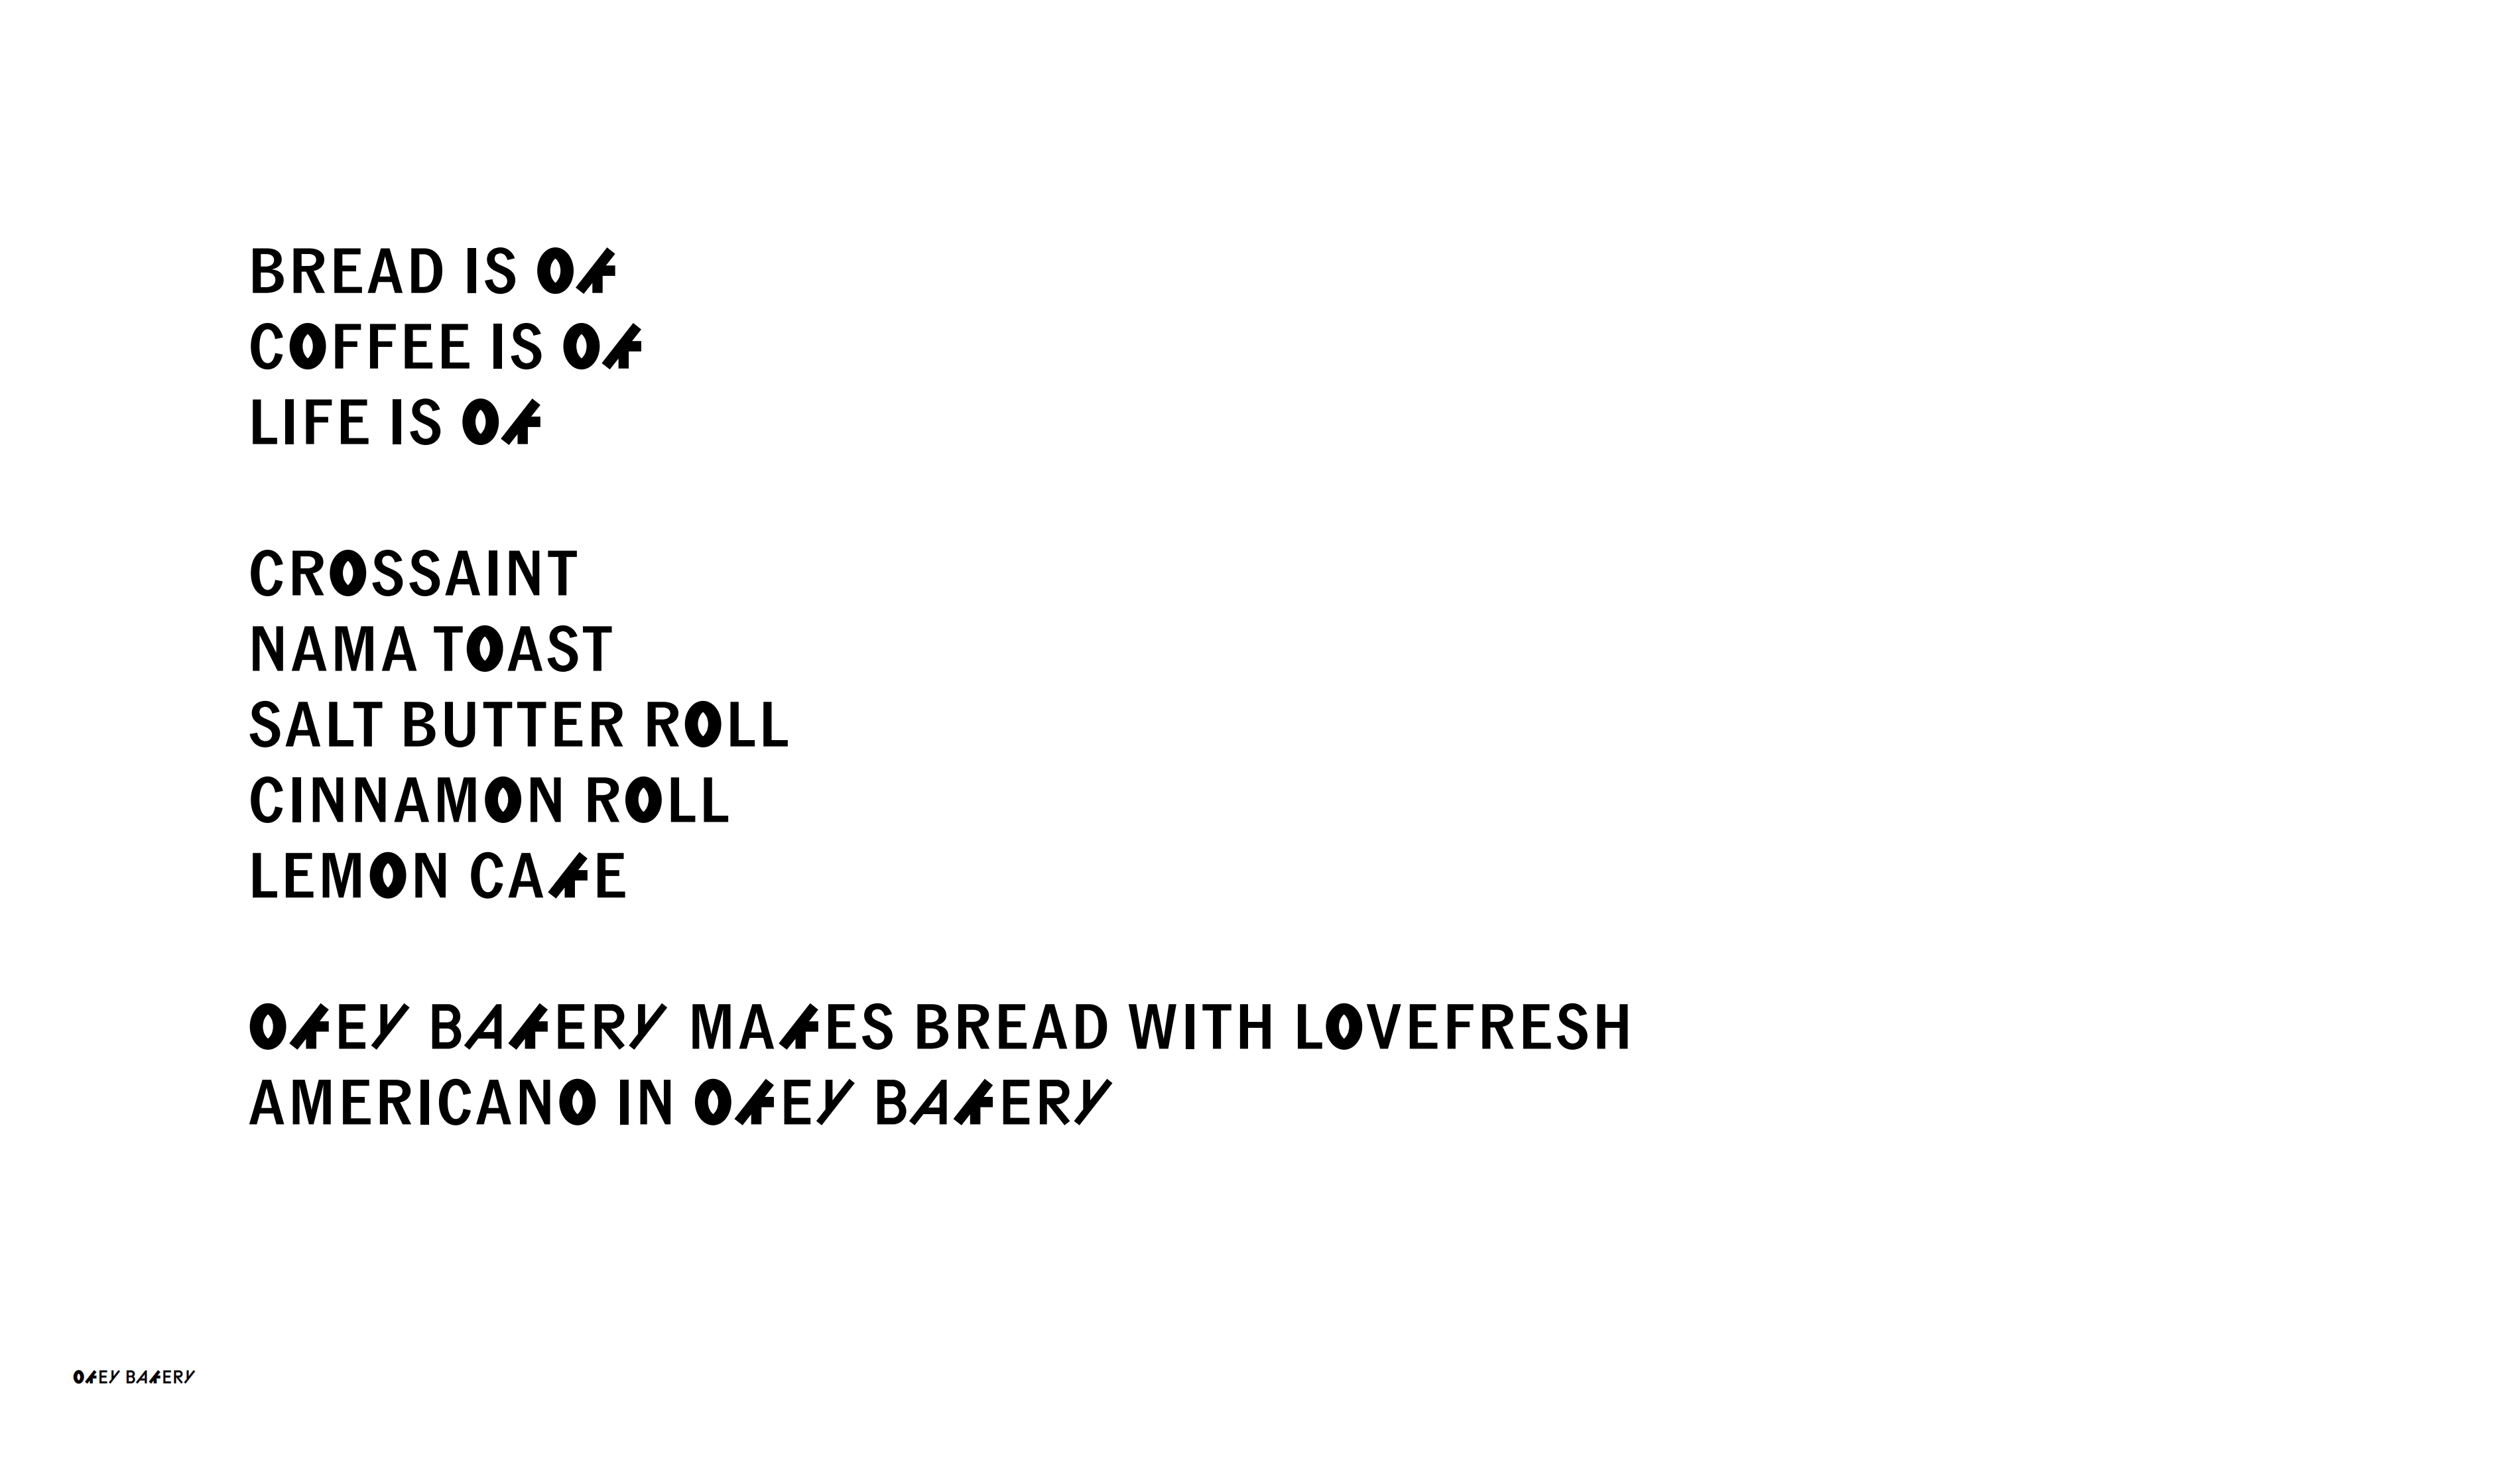 BREAD IS OK
COFFEE IS OK
LIFE IS OK
CROSSAINT
NAMA TOAST
SALT BUTTER ROLL
CINNAMON ROLL
LEMON CAKE
OKEY BAKERY MAKES BREAD WITH LOVEFRESH
AMERICANO IN OKEY BAKERY
OKEY BAKERY